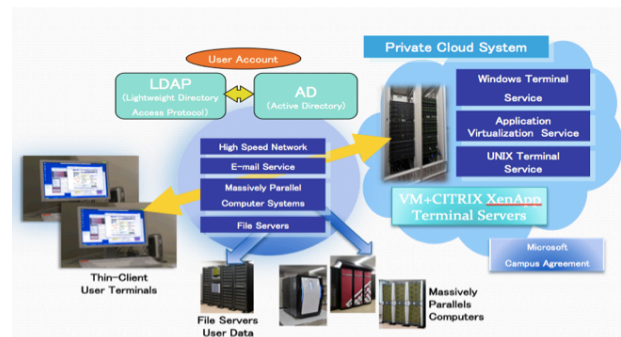 Private Cloud System
User Account
LDAP
(Lightweight Directory
Access Protocol)
AD
(Active Directory)
Windows Terminal
Service
Application
Virtualization Service
UNIX Terminal
Service
High Speed Network
E-mail Service
Massively Parallel
Computer Systems
File Servers
VM+CITRIX XenApp
Terminal Servers
Microsoft
Campus Agreement
Thin-Client
User Terminals
File Servers
User Data
Massively
Parallels
Computers